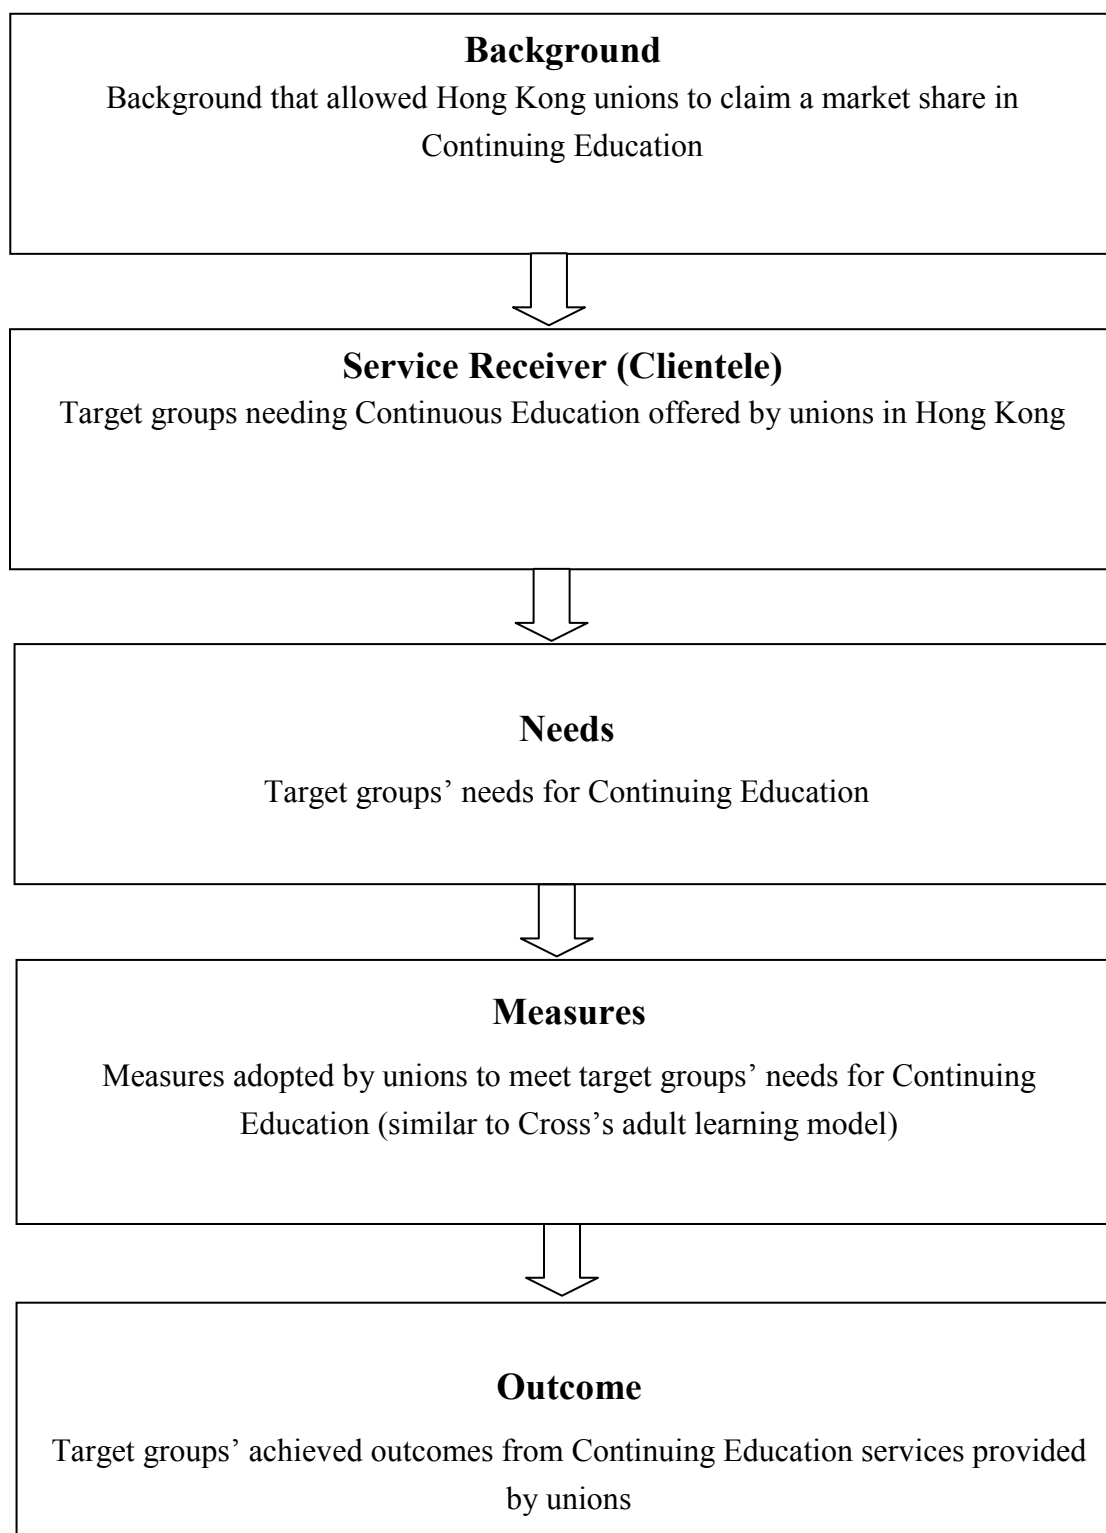 Background
Background that allowed Hong Kong unions to claim a market share in
Continuing Education
Service Receiver (Clientele)
Target groups needing Continuous Education offered by unions in Hong Kong
Needs
Target groups’ needs for Continuing Education
Measures
Measures adopted by unions to meet target groups’ needs for Continuing
Education (similar to Cross’s adult learning model)
Outcome
Target groups’ achieved outcomes from Continuing Education services provided
by unions